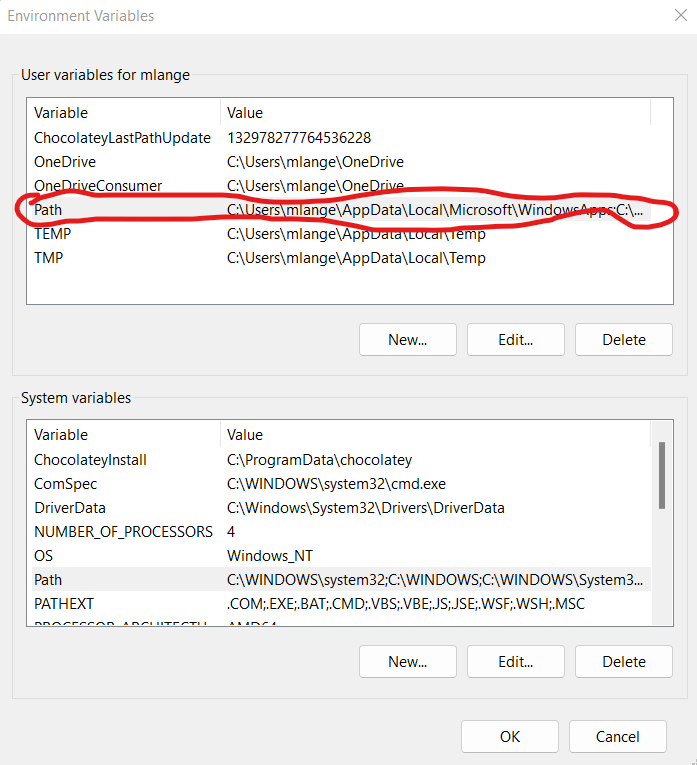 Environment Variables
User variables for mlange
Variable Value
ChocolateyLastPathUpdate 132978277764536228
OneDrive C:\Users\mlange\OneDrive
OneDriveConsumer C:\Users\mlange\OneDrive
Path C:\Users\mlange\AppData\Local\Microsoft\WindowsApps;C:\...
TEMP C:\Users\mlange\AppData\Local\Temp
TMP C:\Users\mlange\AppData\Local\Temp
New... Edit... Delete
System variables
Variable Value
ChocolateyInstall C:\ProgramData\chocolatey
ComSpec C:\WINDOWS\system32\cmd.exe
DriverData C:\Windows\System32\Drivers\DriverData
NUMBER_OF_PROCESSORS 4
OS Windows_NT
Path C:\WINDOWS\system32;C:\WINDOWS;C:\WINDOWS\System3...
PATHEXT .COM;.EXE;.BAT;.CMD;.VBS;.VBE;.JS;.JSE;.WSF;.WSH;.MSC
PROCESSOR_ARCHITECTU... AMD64
New... Edit... Delete
OK Cancel